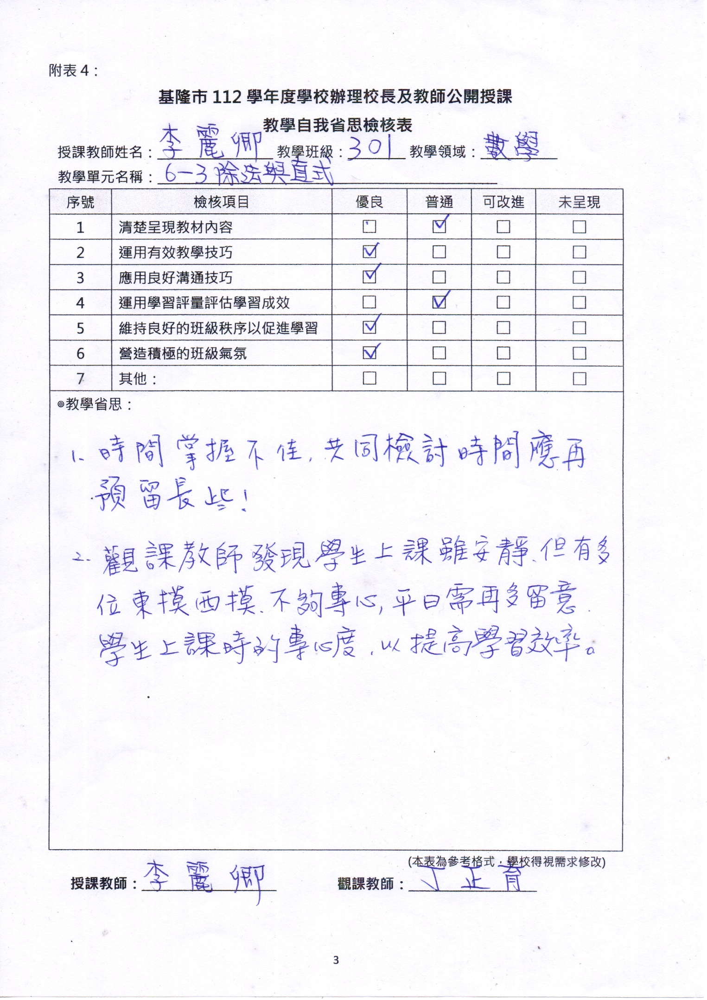 附表 4：
基隆市 112 學年度學校辦理校長及教師公開授課
教學自我省思檢核表
授課教師姓名：李麗卿 教學班級：301 教學領域：數學
教學單元名稱：6-3除法與直式
序號 檢核項目 優良 普通 可改進 未呈現
1 清楚呈現教材內容 □ ☑ □ □
2 運用有效教學技巧 ☑ □ □ □
3 應用良好溝通技巧 ☑ □ □ □
4 運用學習評量評估學習成效 □ ☑ □ □
5 維持良好的班級秩序以促進學習 ☑ □ □ □
6 營造積極的班級氣氛 ☑ □ □ □
7 其他： □ □ □ □
◎教學省思：
1. 時間掌握不佳，共同檢討時間應再
預留長些！
2. 觀課教師發現學生上課雖安靜、但有多
位東摸西摸、不夠專心，平日需再多留意
學生上課時的專心度，以提高學習效率。
(本表為參考格式，學校得視需求修改)
授課教師：李麗卿 觀課教師：丁正育
3